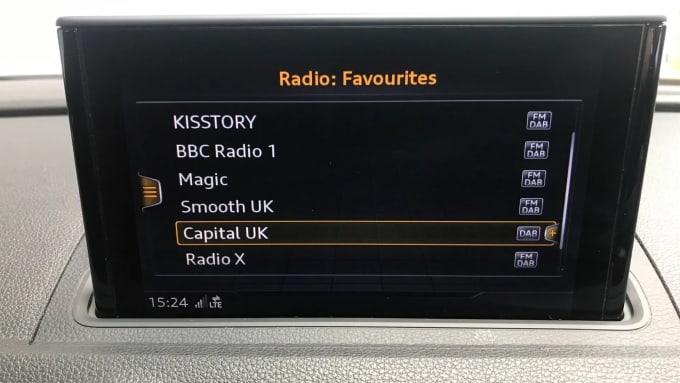 Radio: Favourites
KISSTORY FM DAB
BBC Radio 1 FM DAB
Magic FM DAB
Smooth UK FM DAB
Capital UK DAB +
Radio X FM DAB
15:24 LTE